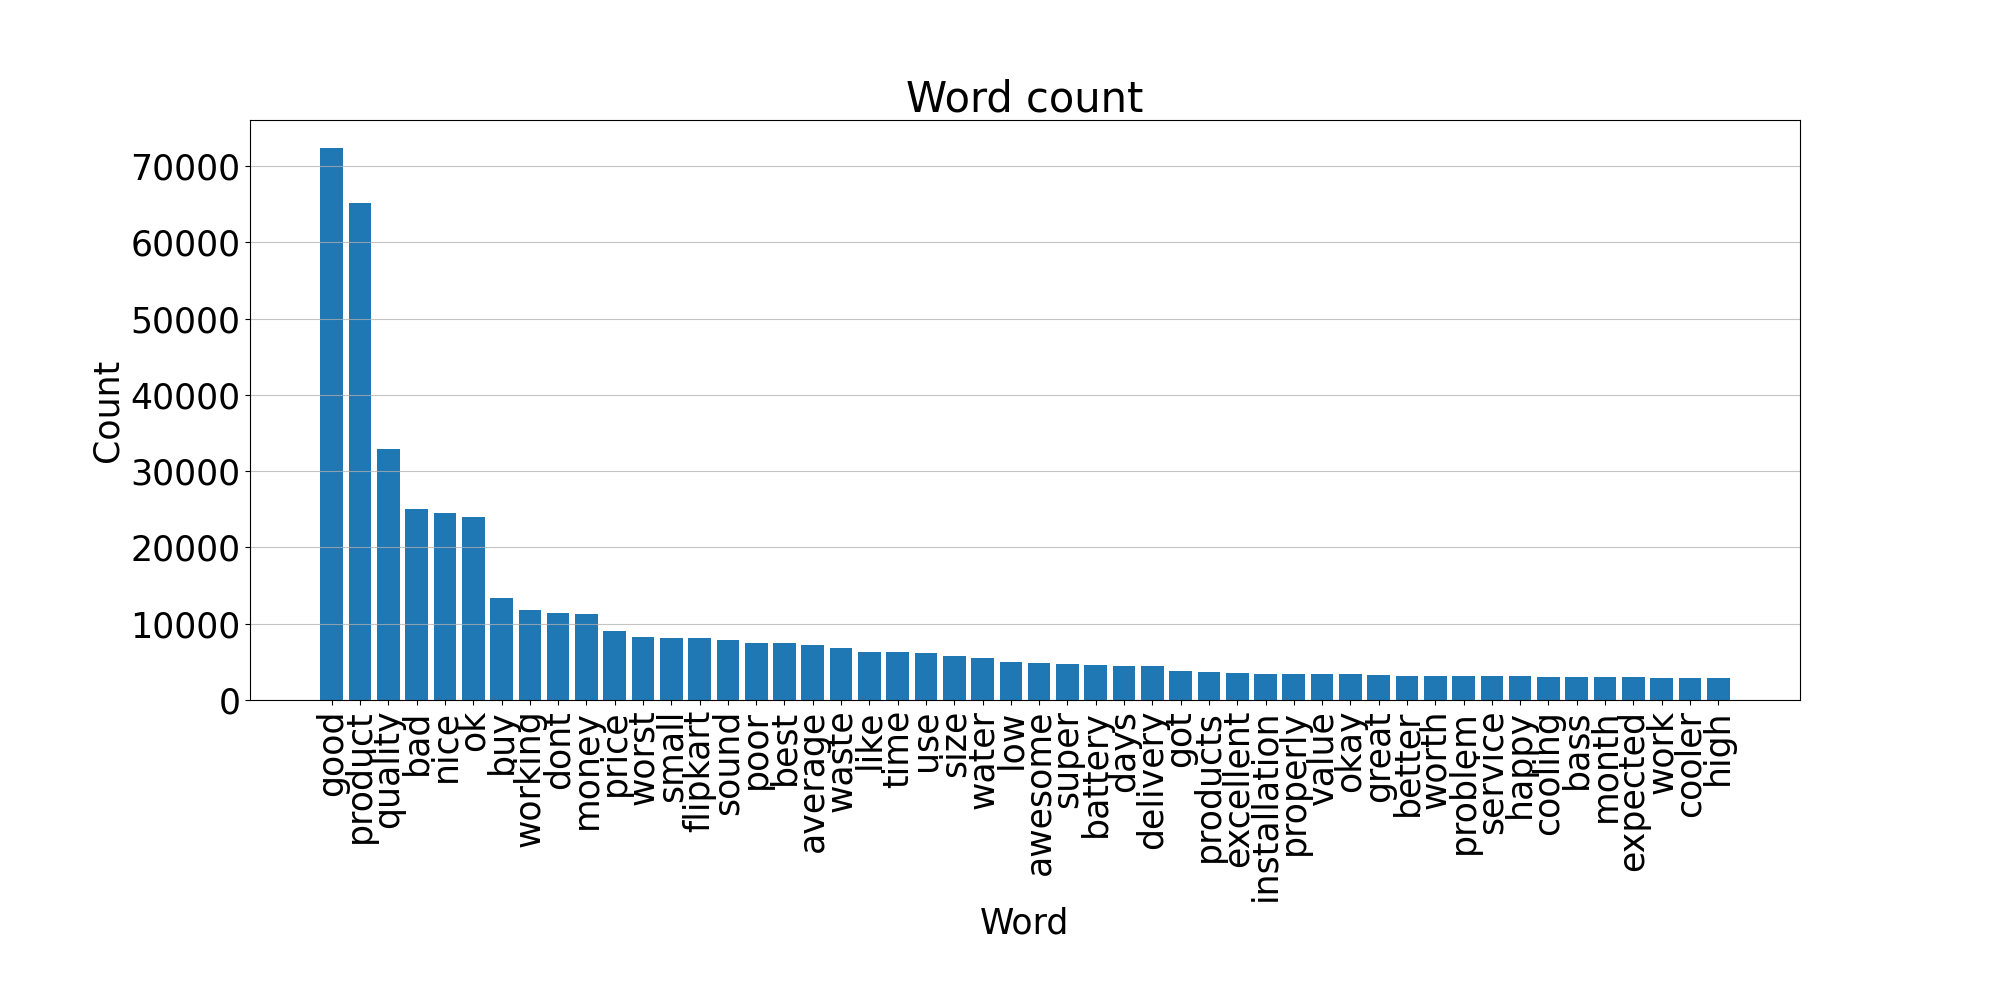 Word count
70000
60000
50000
40000
30000
20000
10000
0
Count
good
product
quality
bad
nice
ok
buy
working
dont
money
price
worst
small
flipkart
sound
poor
best
average
waste
like
time
use
size
water
low
awesome
super
battery
days
delivery
got
products
excellent
installation
properly
value
okay
great
better
worth
problem
service
happy
cooling
bass
month
expected
work
cooler
high
Word